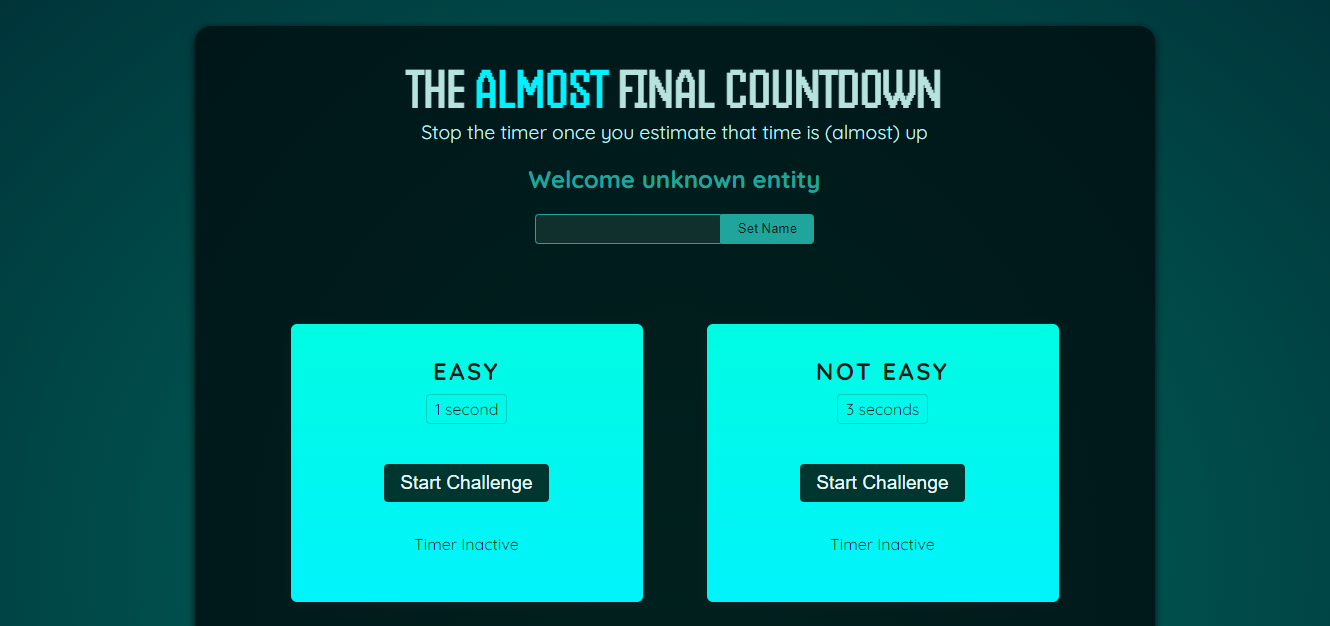 THE ALMOST FINAL COUNTDOWN
Stop the timer once you estimate that time is (almost) up
Welcome unknown entity
Set Name
EASY
1 second
Start Challenge
Timer Inactive
NOT EASY
3 seconds
Start Challenge
Timer Inactive